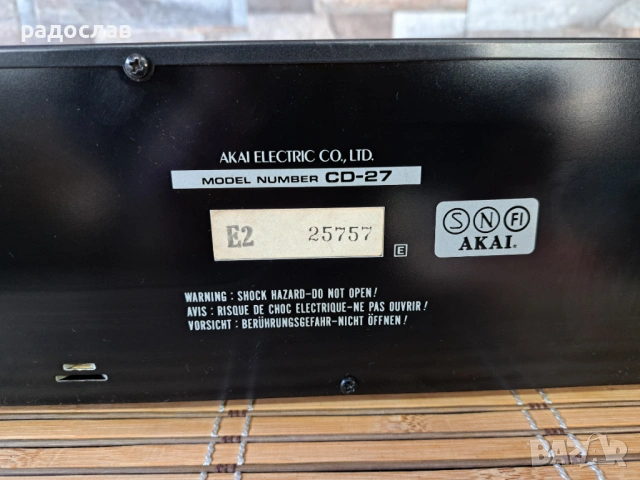 радослав
AKAI ELECTRIC CO., LTD.
MODEL NUMBER CD-27
E2 25757
E
S N FI
AKAI.
WARNING : SHOCK HAZARD-DO NOT OPEN !
AVIS : RISQUE DE CHOC ELECTRIQUE-NE PAS OUVRIR !
VORSICHT : BERÜHRUNGSGEFAHR-NICHT ÖFFNEN !
BAZAR